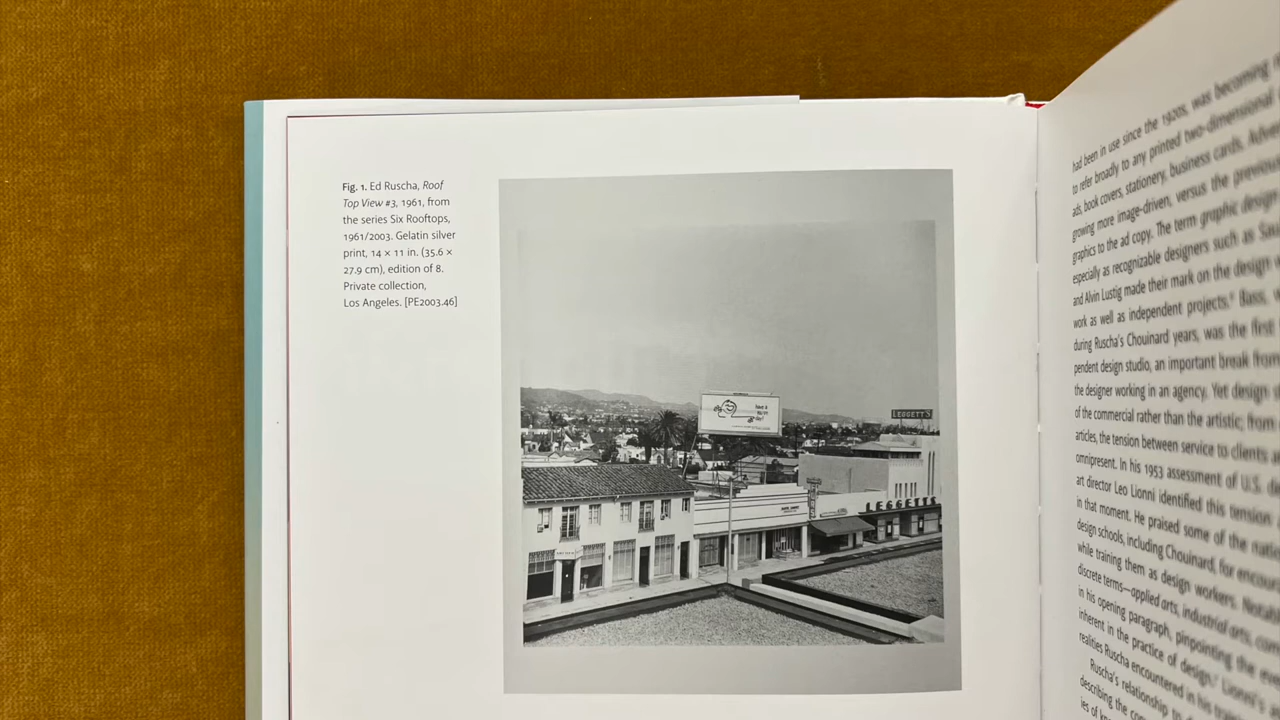 Fig. 1. Ed Ruscha, Roof
Top View #3, 1961, from
the series Six Rooftops,
1961/2003. Gelatin silver
print, 14 × 11 in. (35.6 ×
27.9 cm), edition of 8.
Private collection,
Los Angeles. [PE2003.46]
LEGGETT'S
LEGGETTS
had been in use since the 1920s, was becoming
to refer broadly to any printed two-dimensional
ads, book covers, stationery, business cards.
growing more image-driven, versus the previous
graphics to the ad copy. The term graphic design
especially as recognizable designers such as
and Alvin Lustig made their mark on the design
work as well as independent projects.
Bass,
during Ruscha's Chouinard years, was the first
pendent design studio, an important break from
the designer working in an agency. Yet design
of the commercial rather than the artistic; from
articles, the tension between service to clients
omnipresent. In his 1953 assessment of U.S.
art director Leo Lionni identified this tension
in that moment. He praised some of the
design schools, including Chouinard, for
while training them as design workers.
discrete terms—applied arts, industrial arts,
in his opening paragraph, pinpointing the
inherent in the practice of design.
realities Ruscha encountered in his
Ruscha's relationship
describing the